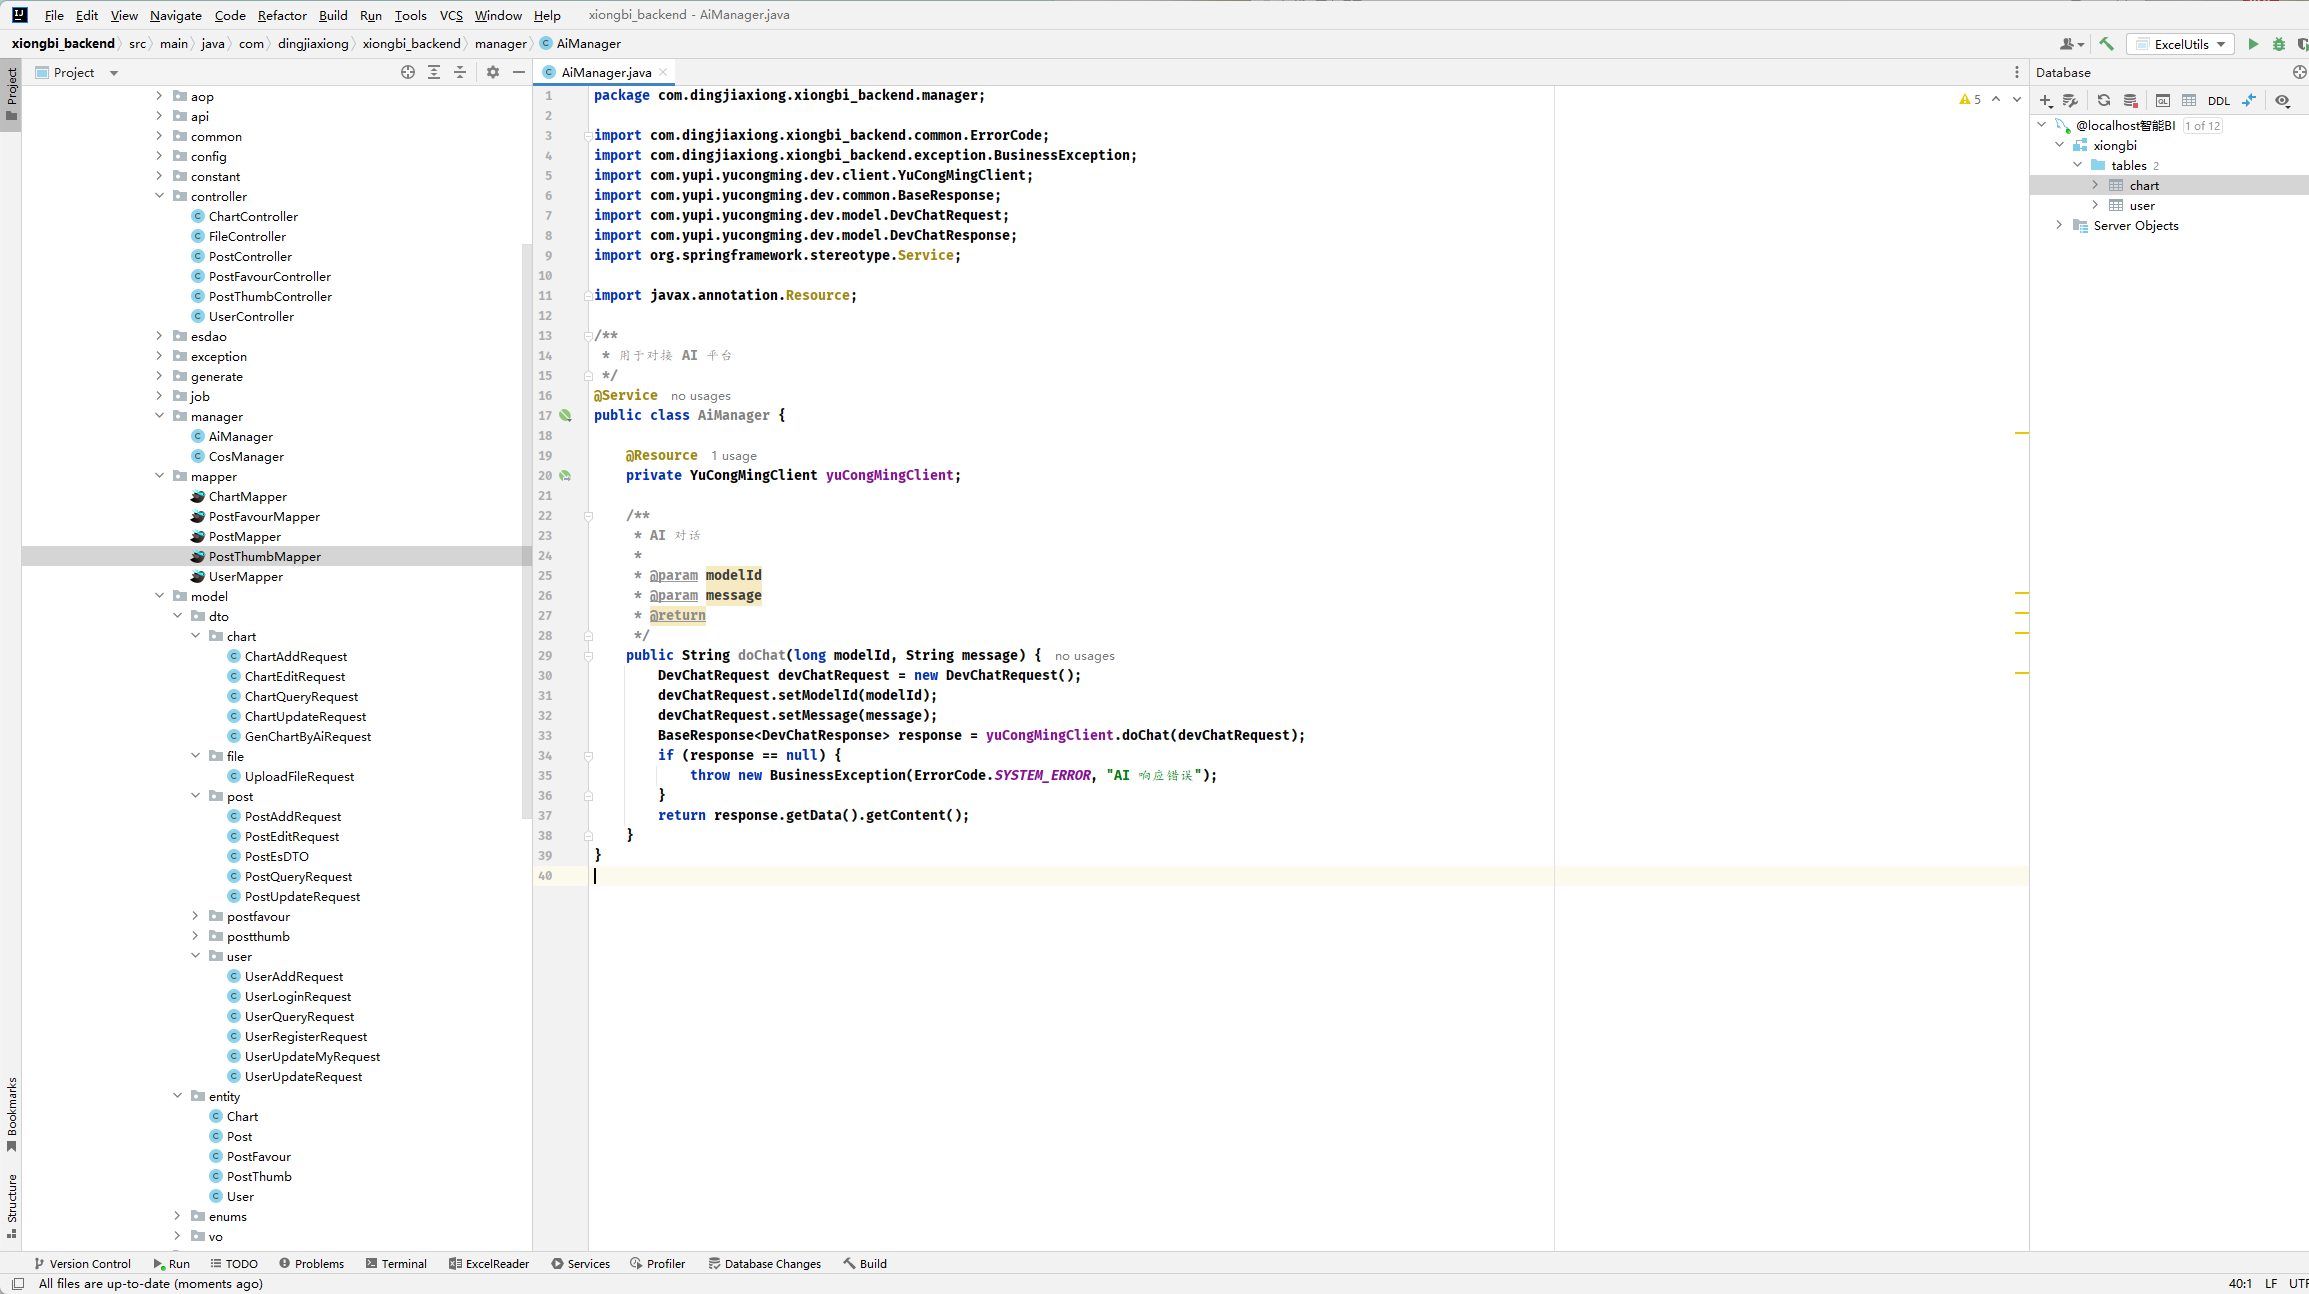 File Edit View Navigate Code Refactor Build Run Tools VCS Window Help xiongbi_backend - AiManager.java
xiongbi_backend src main java com dingjiaxiong xiongbi_backend manager AiManager
ExcelUtils
Project
Project
AiManager.java
Database
aop
api
common
config
constant
controller
ChartController
FileController
PostController
PostFavourController
PostThumbController
UserController
esdao
exception
generate
job
manager
AiManager
CosManager
mapper
ChartMapper
PostFavourMapper
PostMapper
PostThumbMapper
UserMapper
model
dto
chart
ChartAddRequest
ChartEditRequest
ChartQueryRequest
ChartUpdateRequest
GenChartByAiRequest
file
UploadFileRequest
post
PostAddRequest
PostEditRequest
PostEsDTO
PostQueryRequest
PostUpdateRequest
postfavour
postthumb
user
UserAddRequest
UserLoginRequest
UserQueryRequest
UserRegisterRequest
UserUpdateMyRequest
UserUpdateRequest
entity
Chart
Post
PostFavour
PostThumb
User
enums
vo
Bookmarks
Structure
1 package com.dingjiaxiong.xiongbi_backend.manager;
2
3 import com.dingjiaxiong.xiongbi_backend.common.ErrorCode;
4 import com.dingjiaxiong.xiongbi_backend.exception.BusinessException;
5 import com.yupi.yucongming.dev.client.YuCongMingClient;
6 import com.yupi.yucongming.dev.common.BaseResponse;
7 import com.yupi.yucongming.dev.model.DevChatRequest;
8 import com.yupi.yucongming.dev.model.DevChatResponse;
9 import org.springframework.stereotype.Service;
10
11 import javax.annotation.Resource;
12
13 /**
14 * 用于对接 AI 平台
15 */
16 @Service no usages
17 public class AiManager {
18
19 @Resource 1 usage
20 private YuCongMingClient yuCongMingClient;
21
22 /**
23 * AI 对话
24 *
25 * @param modelId
26 * @param message
27 * @return
28 */
29 public String doChat(long modelId, String message) { no usages
30 DevChatRequest devChatRequest = new DevChatRequest();
31 devChatRequest.setModelId(modelId);
32 devChatRequest.setMessage(message);
33 BaseResponse<DevChatResponse> response = yuCongMingClient.doChat(devChatRequest);
34 if (response == null) {
35 throw new BusinessException(ErrorCode.SYSTEM_ERROR, "AI 响应错误");
36 }
37 return response.getData().getContent();
38 }
39 }
40
5
DDL
@localhost智能BI 1 of 12
xiongbi
tables 2
chart
user
Server Objects
Version Control Run TODO Problems Terminal ExcelReader Services Profiler Database Changes Build
All files are up-to-date (moments ago)
40:1 LF UTF